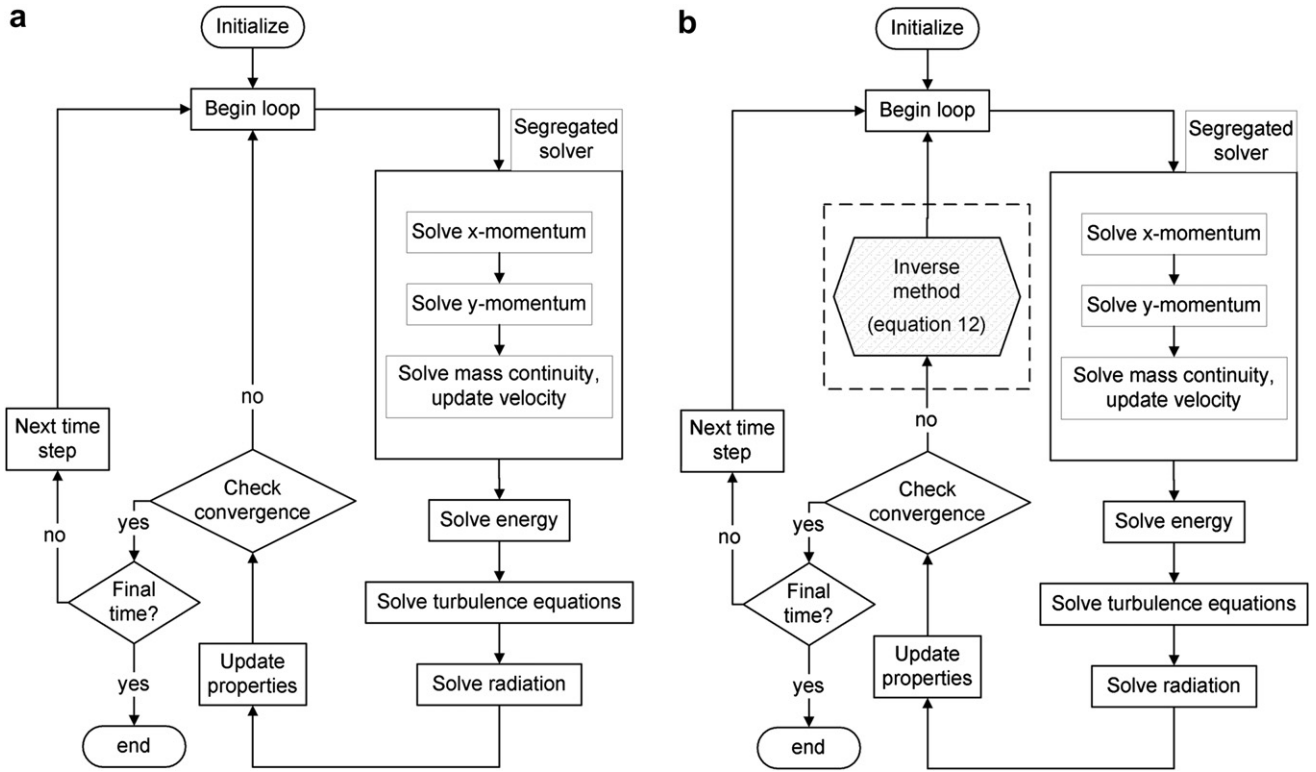 a
Initialize
Begin loop
Segregated
solver
Solve x-momentum
Solve y-momentum
Solve mass continuity,
update velocity
no
Next time
step
Check
convergence
yes
no
Solve energy
Final
time?
Solve turbulence equations
Update
properties
Solve radiation
yes
end
b
Initialize
Begin loop
Segregated
solver
Solve x-momentum
Inverse
method
(equation 12)
Solve y-momentum
Solve mass continuity,
update velocity
no
Next time
step
Check
convergence
yes
no
Solve energy
Final
time?
Solve turbulence equations
Update
properties
Solve radiation
yes
end